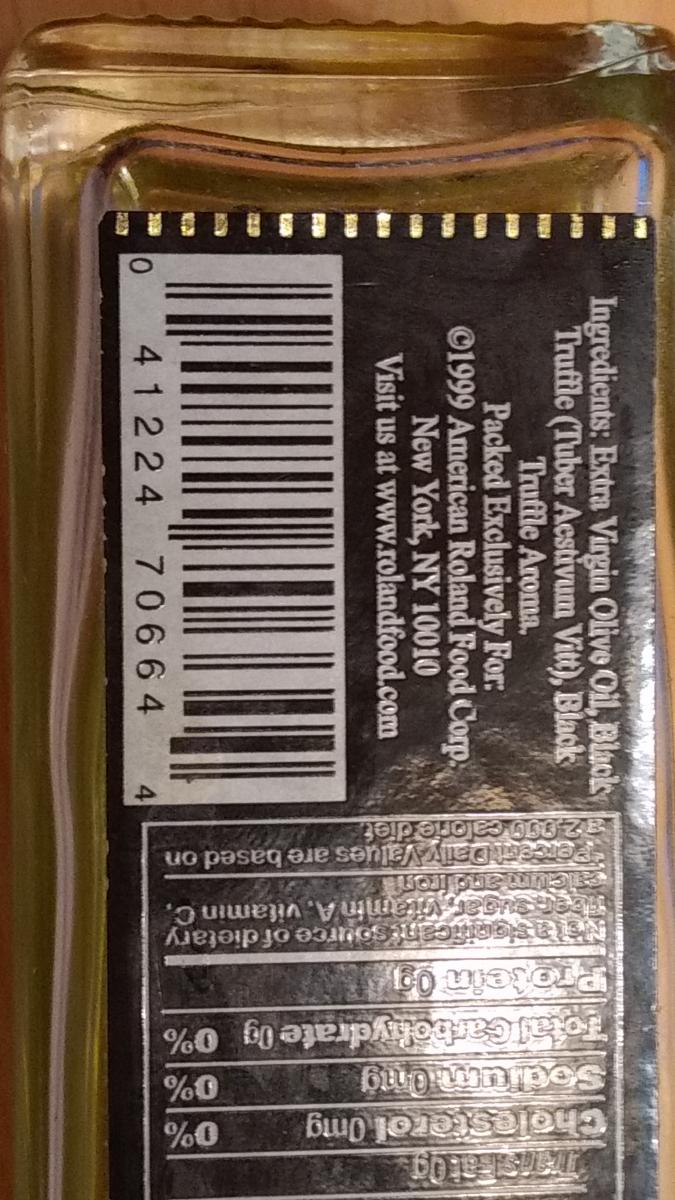 Ingredients: Extra Virgin Olive Oil, Black
Truffle (Tuber Aestivum Vitt), Black
Truffle Aroma.
Packed Exclusively For:
©1999 American Roland Food Corp.
New York, NY 10010
Visit us at www.rolandfood.com
0 41224 70664 4
Trans Fat 0g
Cholesterol 0mg 0%
Sodium 0mg 0%
Total Carbohydrate 0g 0%
Protein 0g
Not a significant source of dietary
fiber, sugar, vitamin A, vitamin C,
calcium and iron
*Percent Daily Values are based on
a 2,000 calorie diet